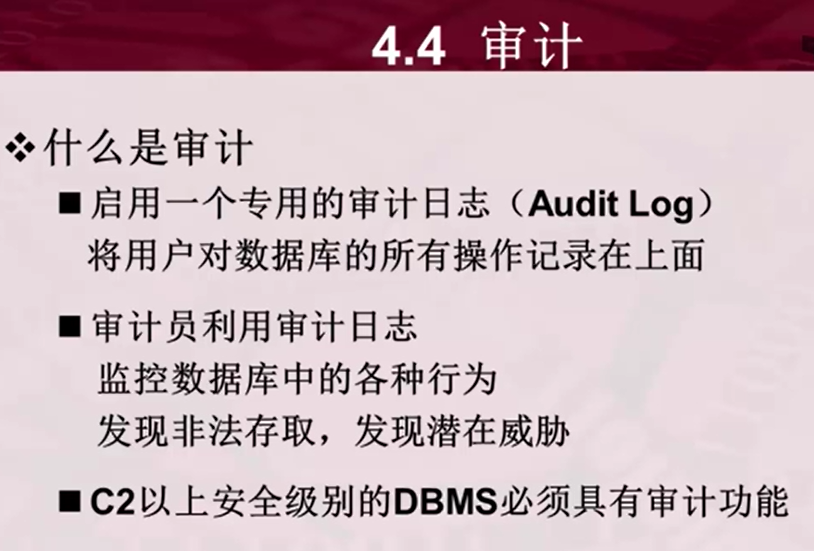 4.4 审计
❖什么是审计
■启用一个专用的审计日志（Audit Log）
将用户对数据库的所有操作记录在上面
■审计员利用审计日志
监控数据库中的各种行为
发现非法存取，发现潜在威胁
■C2以上安全级别的DBMS必须具有审计功能